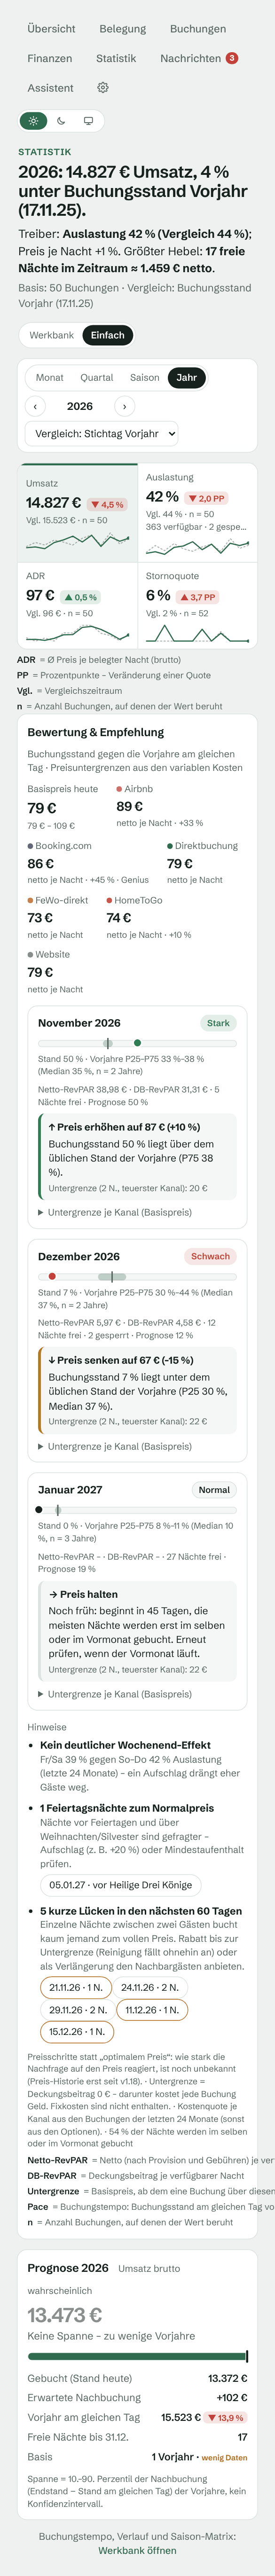 Übersicht Belegung Buchungen
Finanzen Statistik Nachrichten 3
Assistent
STATISTIK
2026: 14.827 € Umsatz, 4 %
unter Buchungsstand Vorjahr
(17.11.25).
Treiber: Auslastung 42 % (Vergleich 44 %);
Preis je Nacht +1 %. Größter Hebel: 17 freie
Nächte im Zeitraum ≈ 1.459 € netto.
Basis: 50 Buchungen · Vergleich: Buchungsstand
Vorjahr (17.11.25)
Werkbank Einfach
Monat Quartal Saison Jahr
‹ 2026 ›
Vergleich: Stichtag Vorjahr
Umsatz
14.827 € ▼ 4,5 %
Vgl. 15.523 € · n = 50
Auslastung
42 % ▼ 2,0 PP
Vgl. 44 % · n = 50
363 verfügbar · 2 gespe...
ADR
97 € ▲ 0,5 %
Vgl. 96 € · n = 50
Stornoquote
6 % ▲ 3,7 PP
Vgl. 2 % · n = 52
ADR = Ø Preis je belegter Nacht (brutto)
PP = Prozentpunkte – Veränderung einer Quote
Vgl. = Vergleichszeitraum
n = Anzahl Buchungen, auf denen der Wert beruht
Bewertung & Empfehlung
Buchungsstand gegen die Vorjahre am gleichen
Tag · Preisuntergrenzen aus den variablen Kosten
Basispreis heute
79 €
79 € – 109 €
Airbnb
89 €
netto je Nacht · +33 %
Booking.com
86 €
netto je Nacht · +45 % · Genius
Direktbuchung
79 €
netto je Nacht
FeWo-direkt
73 €
netto je Nacht
HomeToGo
74 €
netto je Nacht · +10 %
Website
79 €
netto je Nacht
November 2026 Stark
Stand 50 % · Vorjahre P25–P75 33 %–38 %
(Median 35 %, n = 2 Jahre)
Netto-RevPAR 38,98 € · DB-RevPAR 31,31 € · 5
Nächte frei · Prognose 50 %
↑ Preis erhöhen auf 87 € (+10 %)
Buchungsstand 50 % liegt über dem
üblichen Stand der Vorjahre (P75 38
%).
Untergrenze (2 N., teuerster Kanal): 20 €
▶ Untergrenze je Kanal (Basispreis)
Dezember 2026 Schwach
Stand 7 % · Vorjahre P25–P75 30 %–44 % (Median
37 %, n = 2 Jahre)
Netto-RevPAR 5,97 € · DB-RevPAR 4,58 € · 12
Nächte frei · 2 gesperrt · Prognose 12 %
↓ Preis senken auf 67 € (-15 %)
Buchungsstand 7 % liegt unter dem
üblichen Stand der Vorjahre (P25 30 %,
Median 37 %).
Untergrenze (2 N., teuerster Kanal): 22 €
▶ Untergrenze je Kanal (Basispreis)
Januar 2027 Normal
Stand 0 % · Vorjahre P25–P75 8 %–11 % (Median 10
%, n = 3 Jahre)
Netto-RevPAR – · DB-RevPAR – · 27 Nächte frei ·
Prognose 19 %
→ Preis halten
Noch früh: beginnt in 45 Tagen, die
meisten Nächte werden erst im selben
oder im Vormonat gebucht. Erneut
prüfen, wenn der Vormonat läuft.
Untergrenze (2 N., teuerster Kanal): 22 €
▶ Untergrenze je Kanal (Basispreis)
Hinweise
• Kein deutlicher Wochenend-Effekt
Fr/Sa 39 % gegen So–Do 42 % Auslastung
(letzte 24 Monate) – ein Aufschlag drängt eher
Gäste weg.
• 1 Feiertagsnächte zum Normalpreis
Nächte vor Feiertagen und über
Weihnachten/Silvester sind gefragter –
Aufschlag (z. B. +20 %) oder Mindestaufenthalt
prüfen.
05.01.27 · vor Heilige Drei Könige
• 5 kurze Lücken in den nächsten 60 Tagen
Einzelne Nächte zwischen zwei Gästen bucht
kaum jemand zum vollen Preis. Rabatt bis zur
Untergrenze (Reinigung fällt ohnehin an) oder
als Verlängerung den Nachbargästen anbieten.
21.11.26 · 1 N. 24.11.26 · 2 N.
29.11.26 · 2 N. 11.12.26 · 1 N.
15.12.26 · 1 N.
Preisschritte statt „optimalem Preis“: wie stark die
Nachfrage auf den Preis reagiert, ist noch unbekannt
(Preis-Historie erst seit v1.18). · Untergrenze =
Deckungsbeitrag 0 € – darunter kostet jede Buchung
Geld. Fixkosten sind nicht enthalten. · Kostenquote je
Kanal aus den Buchungen der letzten 24 Monate (sonst
aus den Optionen). · 54 % der Nächte werden im selben
oder im Vormonat gebucht
Netto-RevPAR = Netto (nach Provision und Gebühren) je ver
DB-RevPAR = Deckungsbeitrag je verfügbarer Nacht
Untergrenze = Basispreis, ab dem eine Buchung über diesen
Pace = Buchungstempo: Buchungsstand am gleichen Tag vo
n = Anzahl Buchungen, auf denen der Wert beruht
Prognose 2026 Umsatz brutto
wahrscheinlich
13.473 €
Keine Spanne – zu wenige Vorjahre
Gebucht (Stand heute) 13.372 €
Erwartete Nachbuchung +102 €
Vorjahr am gleichen Tag 15.523 € ▼ 13,9 %
Freie Nächte bis 31.12. 17
Basis 1 Vorjahr · wenig Daten
Spanne = 10.–90. Perzentil der Nachbuchung
(Endstand − Stand am gleichen Tag) der Vorjahre, kein
Konfidenzintervall.
Buchungstempo, Verlauf und Saison-Matrix:
Werkbank öffnen